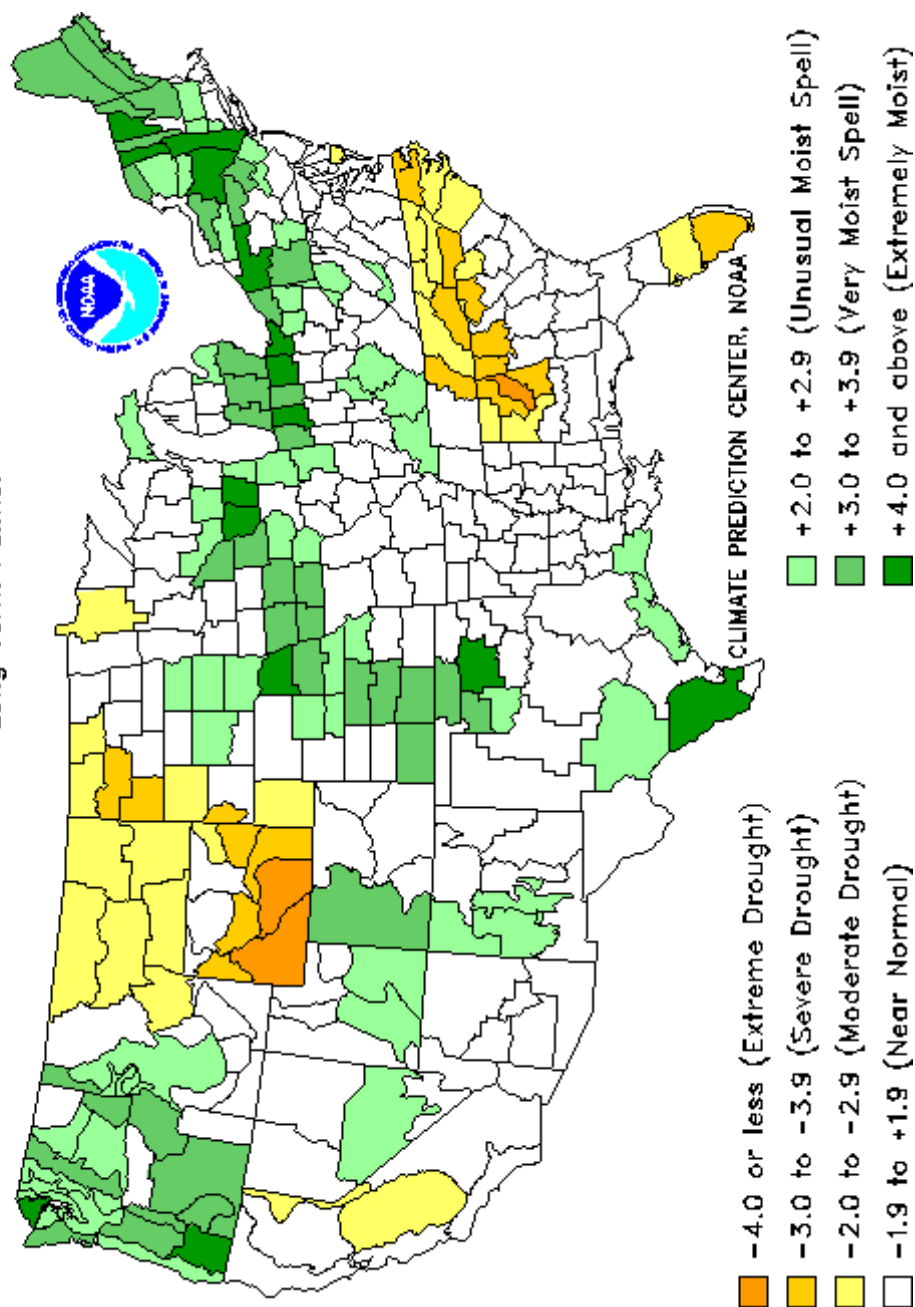 NOAA
CLIMATE PREDICTION CENTER, NOAA
-4.0 or less (Extreme Drought)
-3.0 to -3.9 (Severe Drought)
-2.0 to -2.9 (Moderate Drought)
-1.9 to +1.9 (Near Normal)
+2.0 to +2.9 (Unusual Moist Spell)
+3.0 to +3.9 (Very Moist Spell)
+4.0 and above (Extremely Moist)